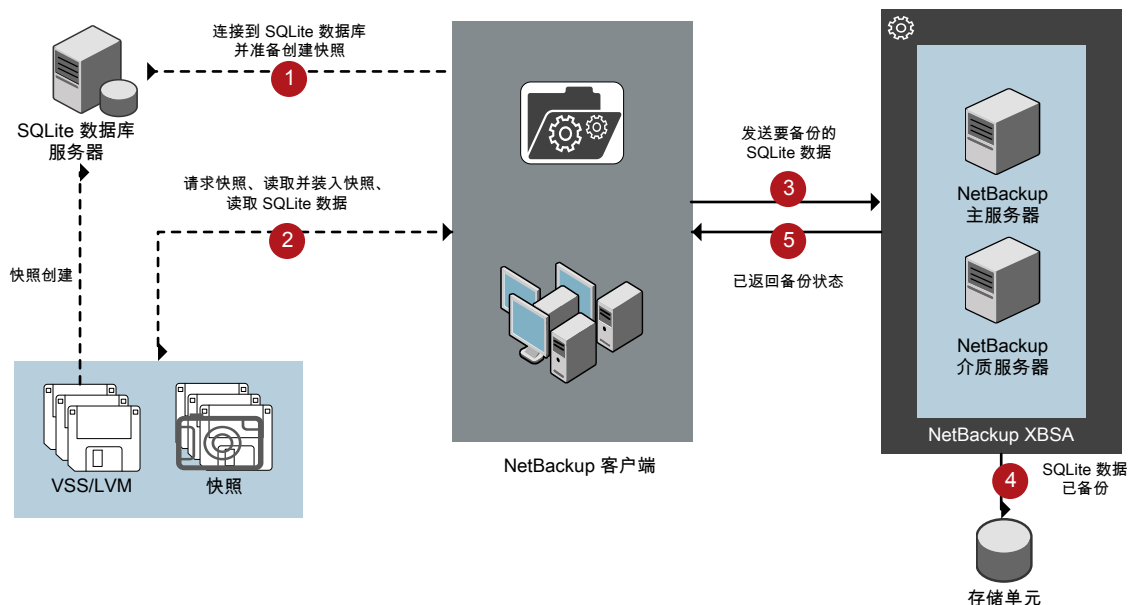 连接到 SQLite 数据库
并准备创建快照
1
SQLite 数据库
服务器
请求快照、读取并装入快照、
读取 SQLite 数据
2
快照创建
VSS/LVM
快照
NetBackup 客户端
发送要备份的
SQLite 数据
3
5
已返回备份状态
NetBackup
主服务器
NetBackup
介质服务器
NetBackup XBSA
4
SQLite 数据
已备份
存储单元